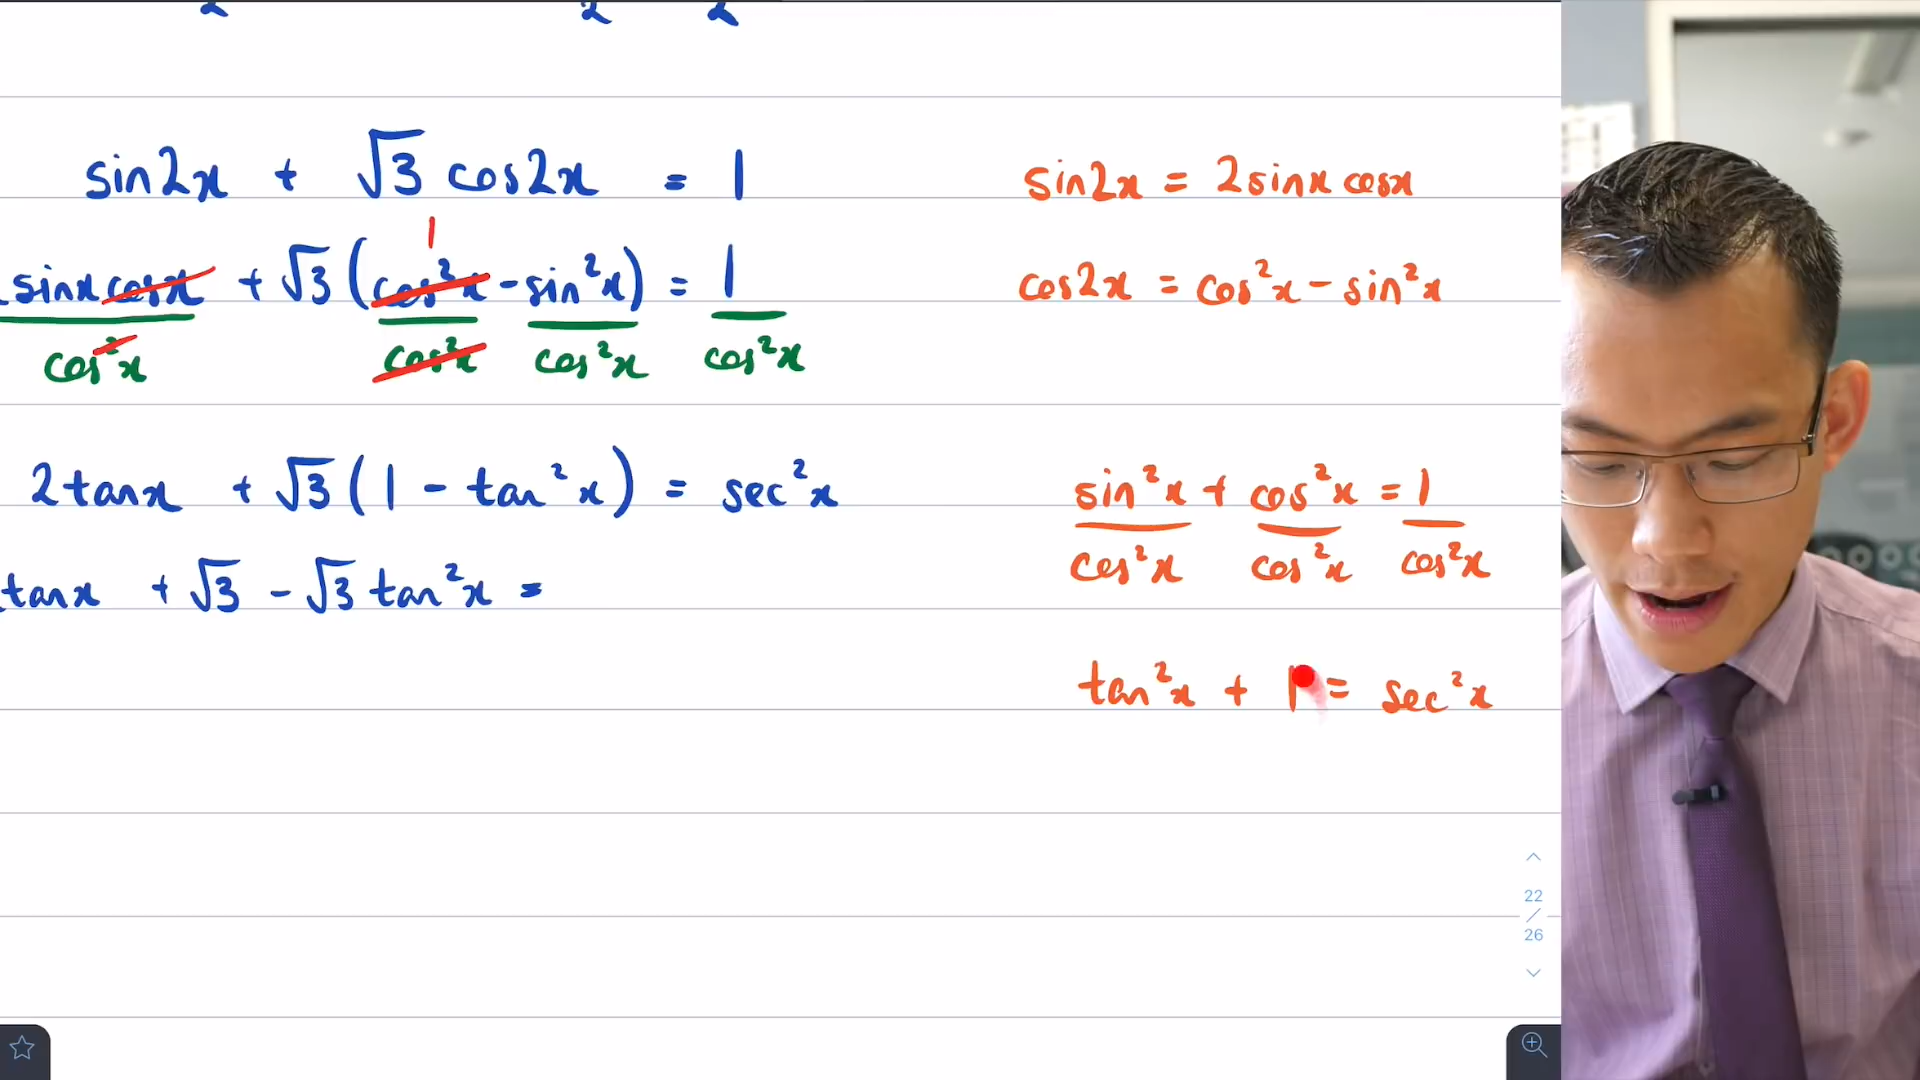 sin2x + √3 cos2x = 1
sinx cosx + √3 (cos²x - sin²x) = 1
1
cos²x cos²x cos²x cos²x
2tanx + √3 (1 - tan²x) = sec²x
tanx + √3 - √3 tan²x =
sin2x = 2sinx cosx
cos2x = cos²x - sin²x
sin²x + cos²x = 1
cos²x cos²x cos²x
tan²x + 1 = sec²x
22
/
26